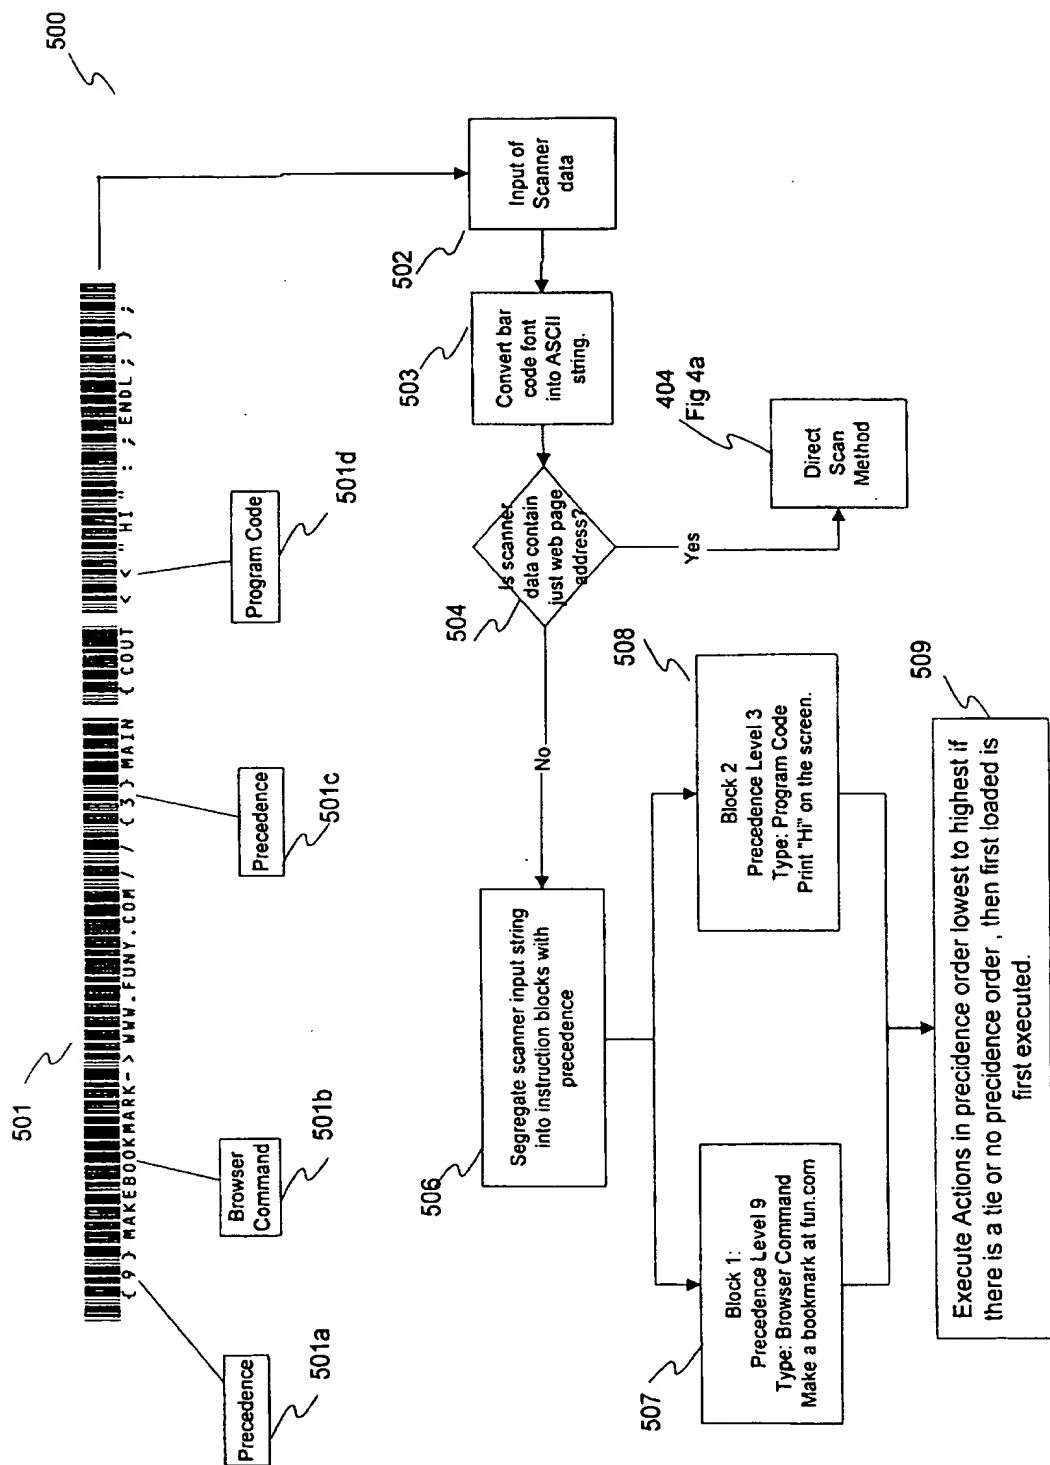 500
501
{9}MAKEBOOKMARK->WWW.FUNY.COM//{3}MAIN {COUT <<"HI":;ENDL;};
Precedence
501a
Browser
Command
501b
Precedence
501c
Program Code
501d
502
Input of
Scanner
data
503
Convert bar
code font
into ASCII
string.
504
Is scanner
data contain
just web page
address?
Yes
404
Fig 4a
Direct
Scan
Method
No
506
Segregate scanner input string
into instruction blocks with
precedence
507
Block 1:
Precedence Level 9
Type: Browser Command
Make a bookmark at fun.com
508
Block 2
Precedence Level 3
Type: Program Code
Print "Hi" on the screen.
509
Execute Actions in precidence order lowest to highest if
there is a tie or no precidence order , then first loaded is
first executed.